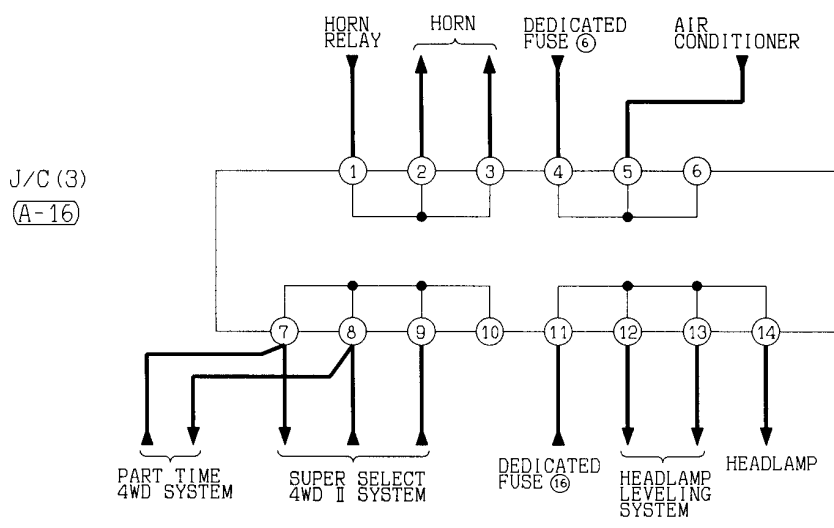 HORN
RELAY
HORN
DEDICATED
FUSE ⑥
AIR
CONDITIONER
J/C (3)
A-16
1 2 3 4 5 6
7 8 9 10 11 12 13 14
PART TIME
4WD SYSTEM
SUPER SELECT
4WD II SYSTEM
DEDICATED
FUSE ⑯
HEADLAMP
LEVELING
SYSTEM
HEADLAMP